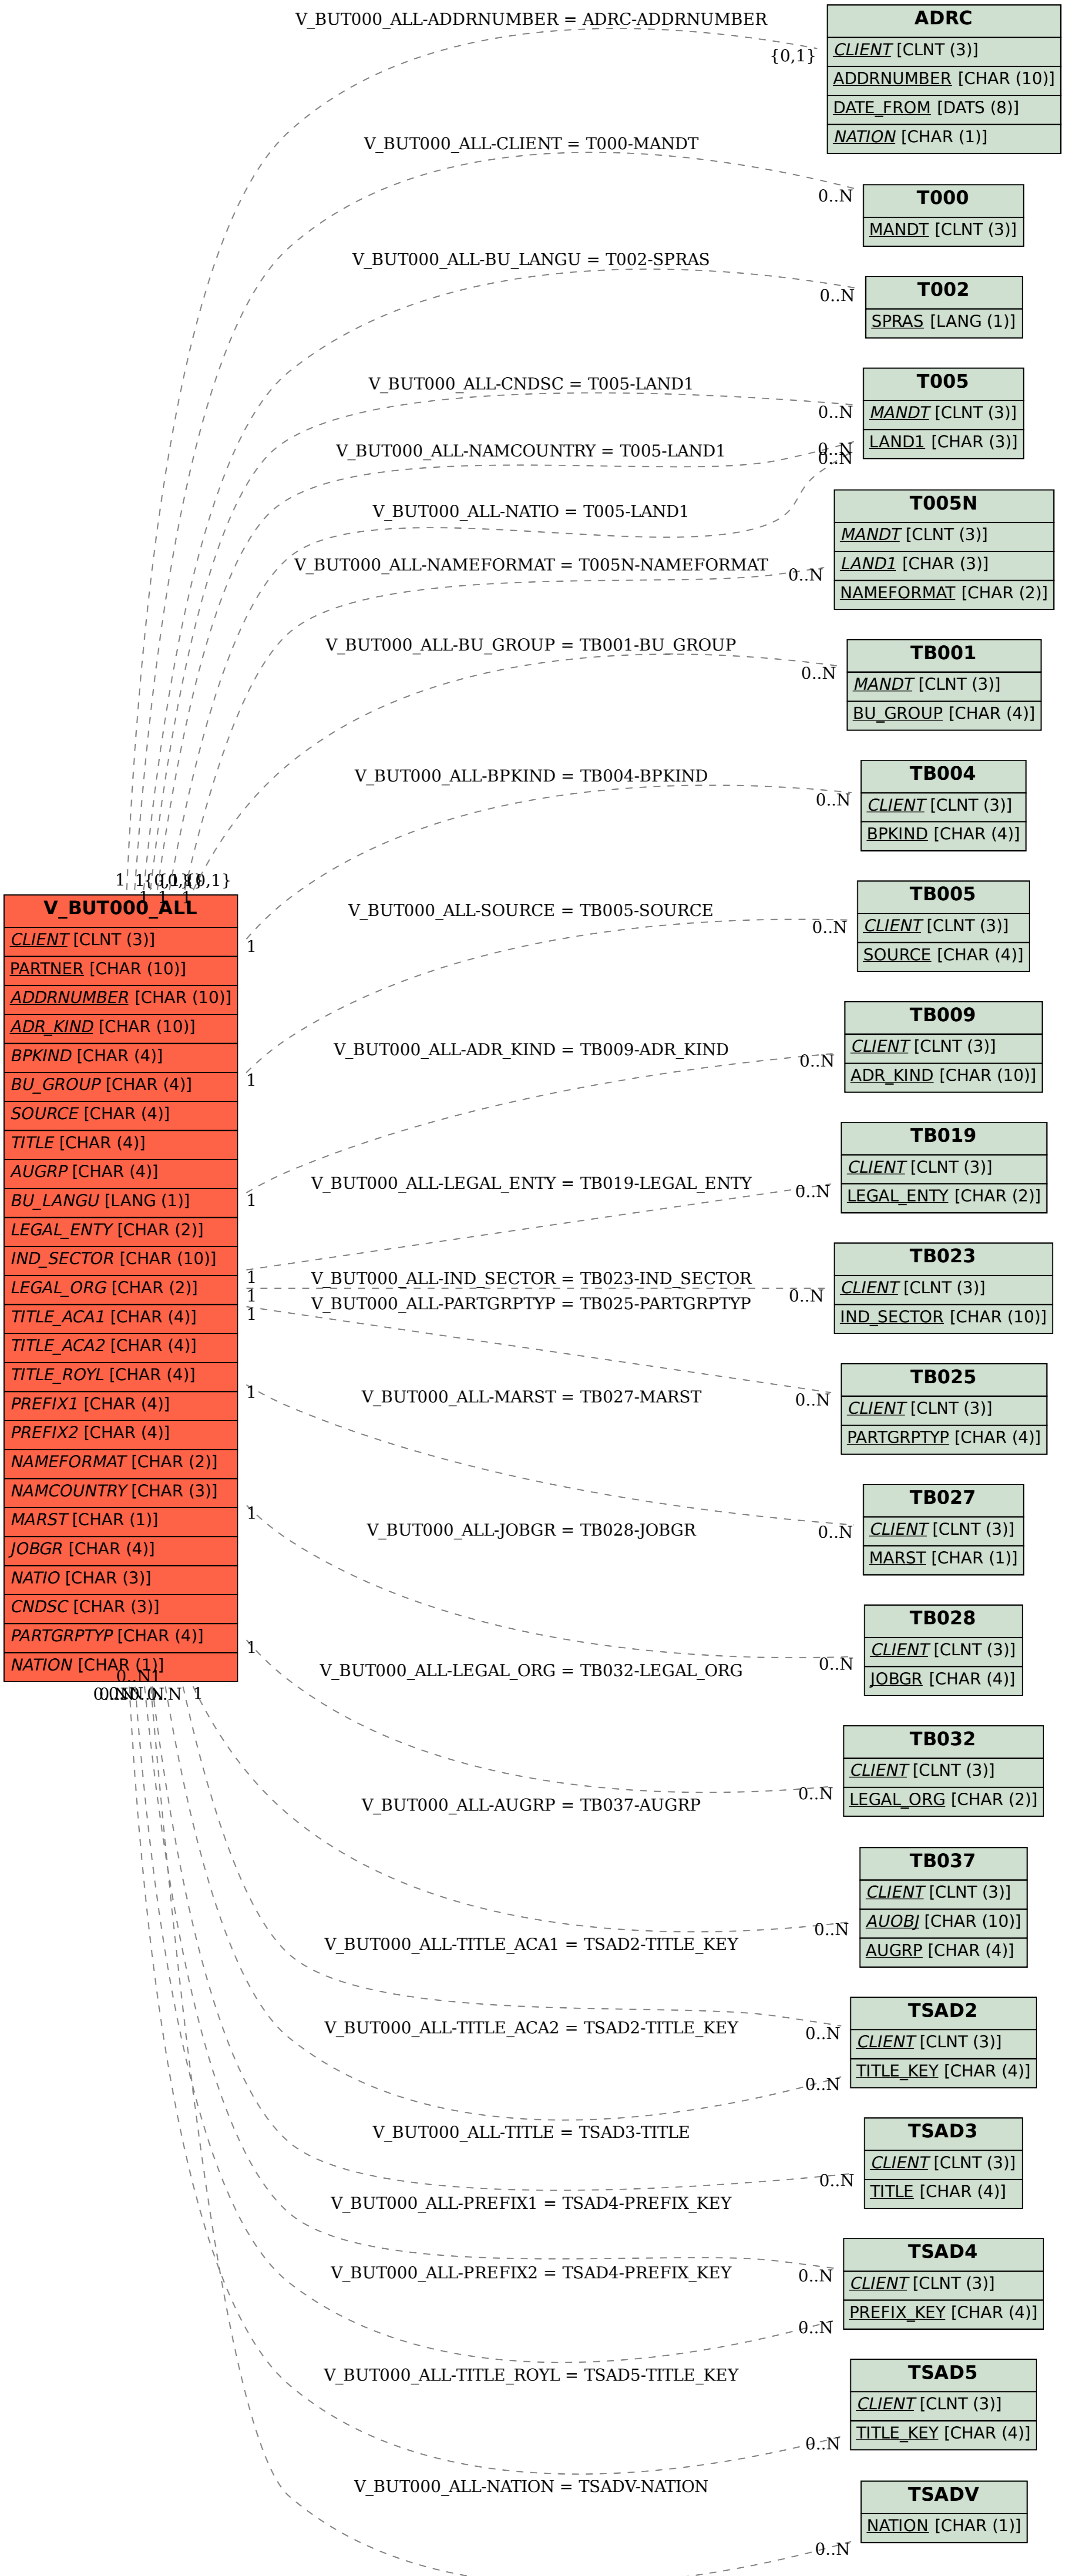 V_BUT000_ALL-ADDRNUMBER = ADRC-ADDRNUMBER
{0,1}
ADRC
CLIENT [CLNT (3)]
ADDRNUMBER [CHAR (10)]
DATE_FROM [DATS (8)]
NATION [CHAR (1)]
V_BUT000_ALL-CLIENT = T000-MANDT
0..N
T000
MANDT [CLNT (3)]
V_BUT000_ALL-BU_LANGU = T002-SPRAS
0..N
T002
SPRAS [LANG (1)]
V_BUT000_ALL-CNDSC = T005-LAND1
0..N
T005
MANDT [CLNT (3)]
LAND1 [CHAR (3)]
V_BUT000_ALL-NAMCOUNTRY = T005-LAND1
0..N
0..N
V_BUT000_ALL-NATIO = T005-LAND1
T005N
MANDT [CLNT (3)]
LAND1 [CHAR (3)]
NAMEFORMAT [CHAR (2)]
V_BUT000_ALL-NAMEFORMAT = T005N-NAMEFORMAT
0..N
V_BUT000_ALL-BU_GROUP = TB001-BU_GROUP
0..N
TB001
MANDT [CLNT (3)]
BU_GROUP [CHAR (4)]
V_BUT000_ALL-BPKIND = TB004-BPKIND
0..N
TB004
CLIENT [CLNT (3)]
BPKIND [CHAR (4)]
1
1
{0,1}
1
1
1
V_BUT000_ALL
CLIENT [CLNT (3)]
PARTNER [CHAR (10)]
ADDRNUMBER [CHAR (10)]
ADR_KIND [CHAR (10)]
BPKIND [CHAR (4)]
BU_GROUP [CHAR (4)]
SOURCE [CHAR (4)]
TITLE [CHAR (4)]
AUGRP [CHAR (4)]
BU_LANGU [LANG (1)]
LEGAL_ENTY [CHAR (2)]
IND_SECTOR [CHAR (10)]
LEGAL_ORG [CHAR (2)]
TITLE_ACA1 [CHAR (4)]
TITLE_ACA2 [CHAR (4)]
TITLE_ROYL [CHAR (4)]
PREFIX1 [CHAR (4)]
PREFIX2 [CHAR (4)]
NAMEFORMAT [CHAR (2)]
NAMCOUNTRY [CHAR (3)]
MARST [CHAR (1)]
JOBGR [CHAR (4)]
NATIO [CHAR (3)]
CNDSC [CHAR (3)]
PARTGRPTYP [CHAR (4)]
NATION [CHAR (1)]
1
V_BUT000_ALL-SOURCE = TB005-SOURCE
0..N
TB005
CLIENT [CLNT (3)]
SOURCE [CHAR (4)]
1
V_BUT000_ALL-ADR_KIND = TB009-ADR_KIND
0..N
TB009
CLIENT [CLNT (3)]
ADR_KIND [CHAR (10)]
1
V_BUT000_ALL-LEGAL_ENTY = TB019-LEGAL_ENTY
0..N
TB019
CLIENT [CLNT (3)]
LEGAL_ENTY [CHAR (2)]
1
V_BUT000_ALL-IND_SECTOR = TB023-IND_SECTOR
1
0..N
TB023
CLIENT [CLNT (3)]
IND_SECTOR [CHAR (10)]
V_BUT000_ALL-PARTGRPTYP = TB025-PARTGRPTYP
1
0..N
TB025
CLIENT [CLNT (3)]
PARTGRPTYP [CHAR (4)]
1
V_BUT000_ALL-MARST = TB027-MARST
0..N
TB027
CLIENT [CLNT (3)]
MARST [CHAR (1)]
1
V_BUT000_ALL-JOBGR = TB028-JOBGR
0..N
TB028
CLIENT [CLNT (3)]
JOBGR [CHAR (4)]
1
V_BUT000_ALL-LEGAL_ORG = TB032-LEGAL_ORG
0..N
TB032
CLIENT [CLNT (3)]
LEGAL_ORG [CHAR (2)]
0..N
0..N
1
V_BUT000_ALL-AUGRP = TB037-AUGRP
0..N
TB037
CLIENT [CLNT (3)]
AUOBJ [CHAR (10)]
AUGRP [CHAR (4)]
V_BUT000_ALL-TITLE_ACA1 = TSAD2-TITLE_KEY
0..N
TSAD2
CLIENT [CLNT (3)]
TITLE_KEY [CHAR (4)]
V_BUT000_ALL-TITLE_ACA2 = TSAD2-TITLE_KEY
0..N
V_BUT000_ALL-TITLE = TSAD3-TITLE
0..N
TSAD3
CLIENT [CLNT (3)]
TITLE [CHAR (4)]
V_BUT000_ALL-PREFIX1 = TSAD4-PREFIX_KEY
0..N
TSAD4
CLIENT [CLNT (3)]
PREFIX_KEY [CHAR (4)]
V_BUT000_ALL-PREFIX2 = TSAD4-PREFIX_KEY
0..N
V_BUT000_ALL-TITLE_ROYL = TSAD5-TITLE_KEY
0..N
TSAD5
CLIENT [CLNT (3)]
TITLE_KEY [CHAR (4)]
V_BUT000_ALL-NATION = TSADV-NATION
0..N
TSADV
NATION [CHAR (1)]